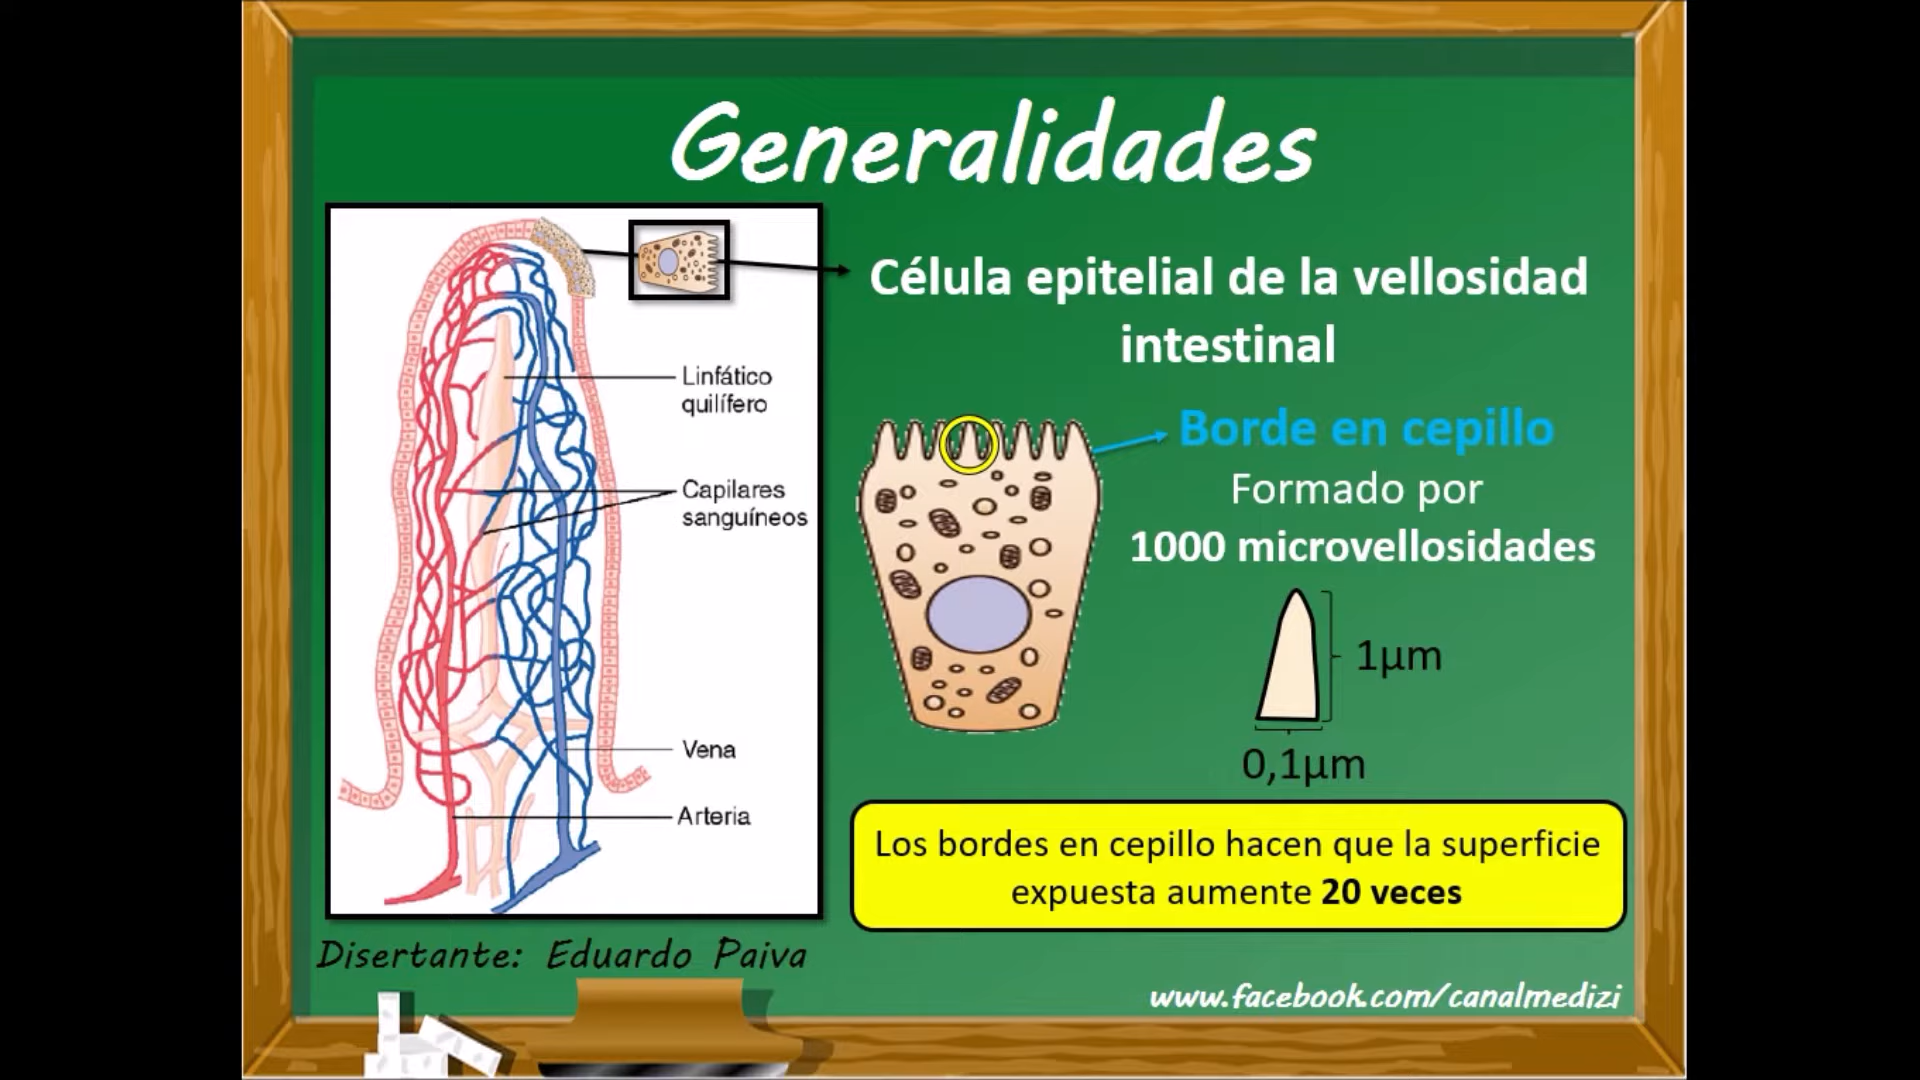 Generalidades
Célula epitelial de la vellosidad
intestinal
Linfático
quilífero
Capilares
sanguíneos
Vena
Arteria
Borde en cepillo
Formado por
1000 microvellosidades
1µm
0,1µm
Los bordes en cepillo hacen que la superficie
expuesta aumente 20 veces
Disertante: Eduardo Paiva
www.facebook.com/canalmedizi